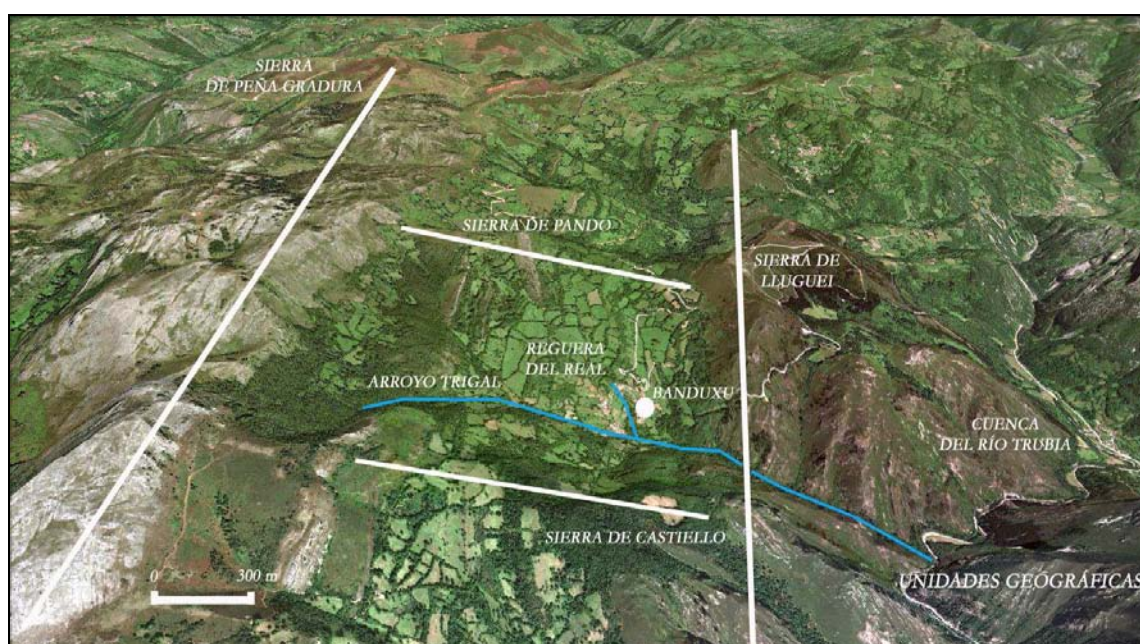 SIERRA
DE PEÑA GRADURA
SIERRA DE PANDO
SIERRA DE
LLUGUEI
REGUERA
DEL REAL
ARROYO TRIGAL
BANDUXU
CUENCA
DEL RÍO TRUBIA
SIERRA DE CASTIELLO
0 300 m
UNIDADES GEOGRÁFICAS